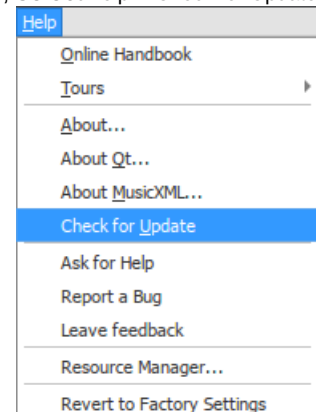 Help
Online Handbook
Tours
About...
About Qt...
About MusicXML...
Check for Update
Ask for Help
Report a Bug
Leave feedback
Resource Manager...
Revert to Factory Settings